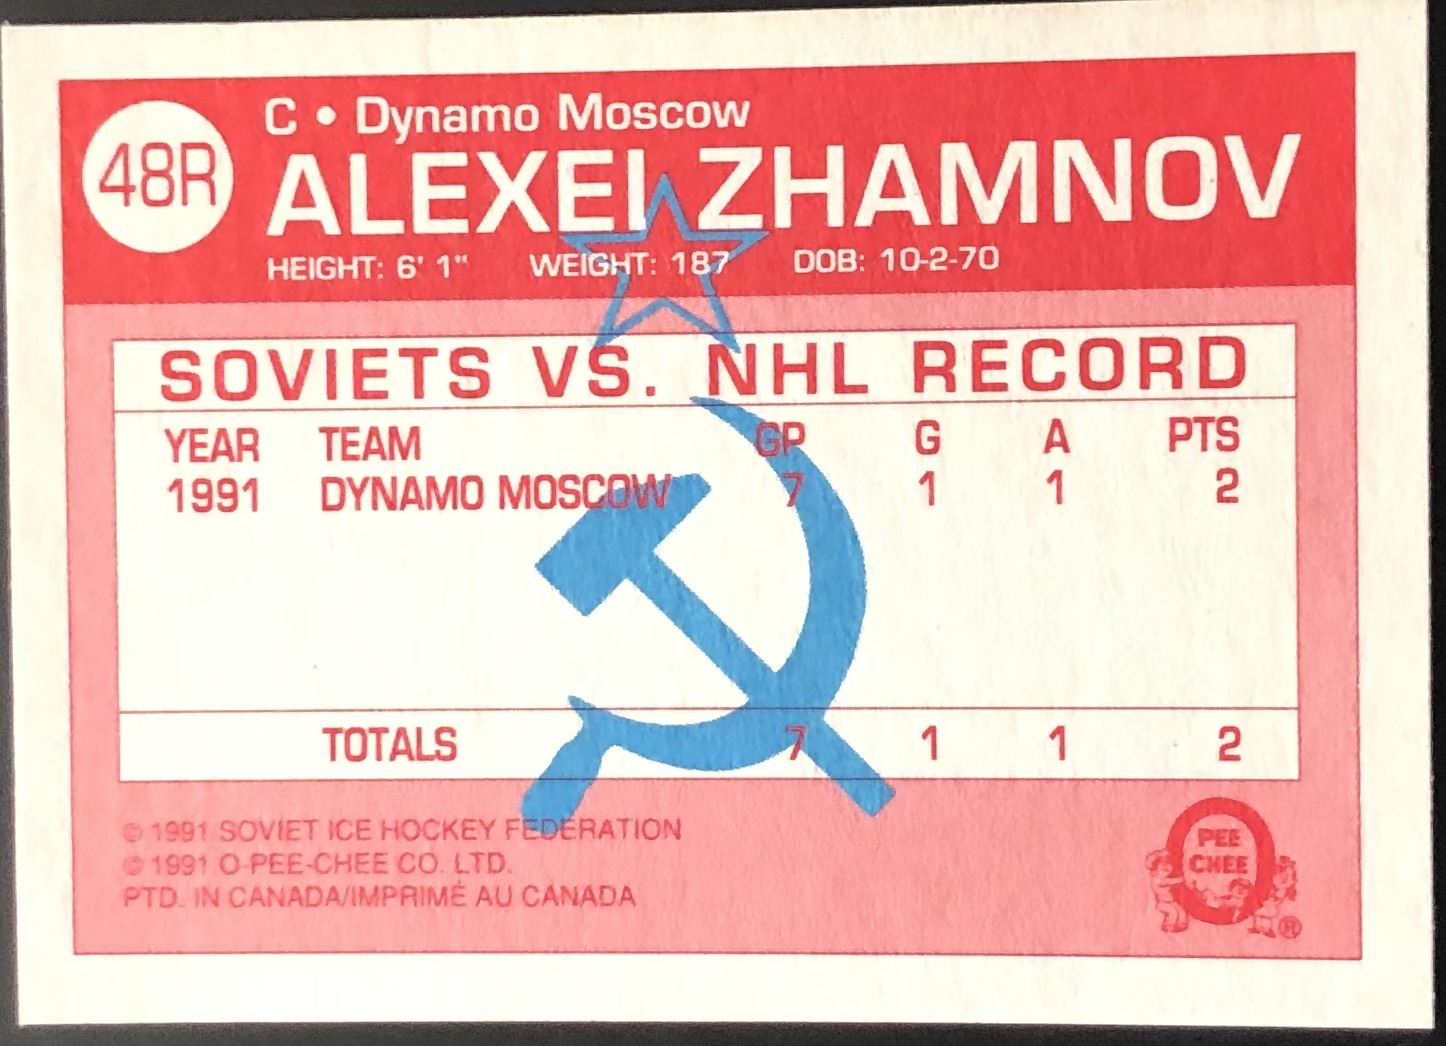 48R
C • Dynamo Moscow
ALEXEI ZHAMNOV
HEIGHT: 6' 1" WEIGHT: 187 DOB: 10-2-70
SOVIETS VS. NHL RECORD
YEAR TEAM GP G A PTS
1991 DYNAMO MOSCOW 7 1 1 2
TOTALS 7 1 1 2
© 1991 SOVIET ICE HOCKEY FEDERATION
© 1991 O-PEE-CHEE CO. LTD.
PTD. IN CANADA/IMPRIMÉ AU CANADA
PEE
CHEE
®